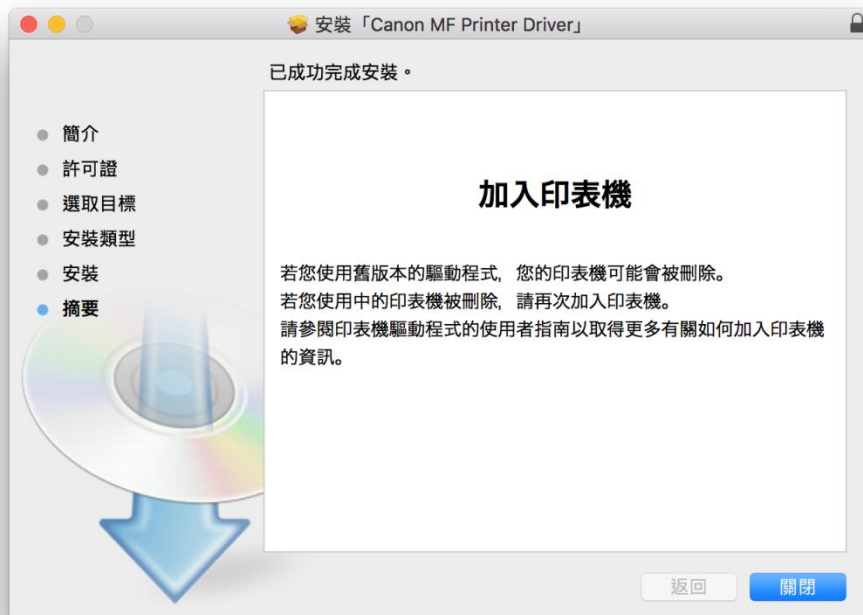 安裝「Canon MF Printer Driver」
已成功完成安裝。
簡介
許可證
選取目標
安裝類型
安裝
摘要
加入印表機
若您使用舊版本的驅動程式，您的印表機可能會被刪除。
若您使用中的印表機被刪除，請再次加入印表機。
請參閱印表機驅動程式的使用者指南以取得更多有關如何加入印表機
的資訊。
返回
關閉